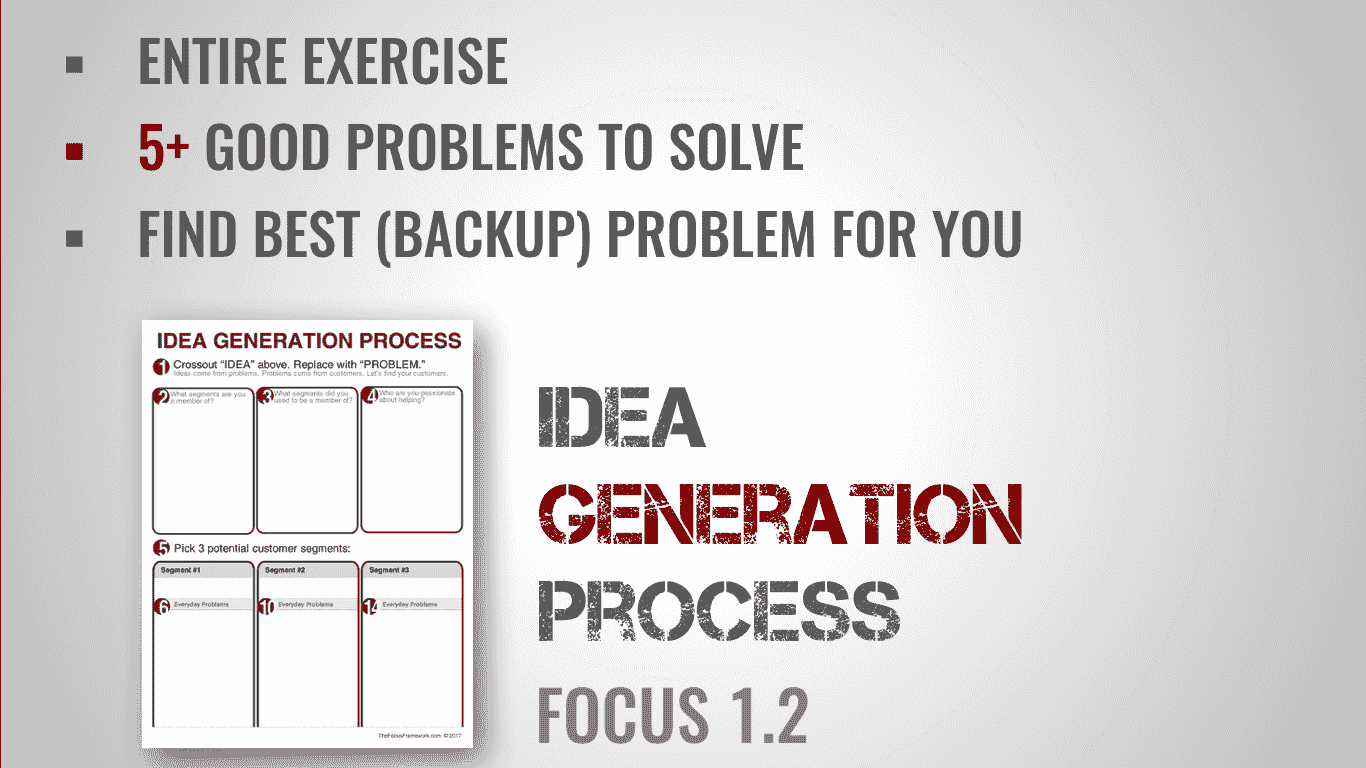 ENTIRE EXERCISE
5+ GOOD PROBLEMS TO SOLVE
FIND BEST (BACKUP) PROBLEM FOR YOU
IDEA GENERATION PROCESS
1 Crossout “IDEA” above. Replace with “PROBLEM.”
Ideas come from problems. Problems come from customers. Let's find your customers.
2 What segments are you
a member of?
3 What segments did you
used to be a member of?
4 Who are you passionate
about helping?
5 Pick 3 potential customer segments:
Segment #1
Segment #2
Segment #3
6 Everyday Problems
10 Everyday Problems
14 Everyday Problems
TheFocusFramework.com © 2017
IDEA
GENERATION
PROCESS
FOCUS 1.2